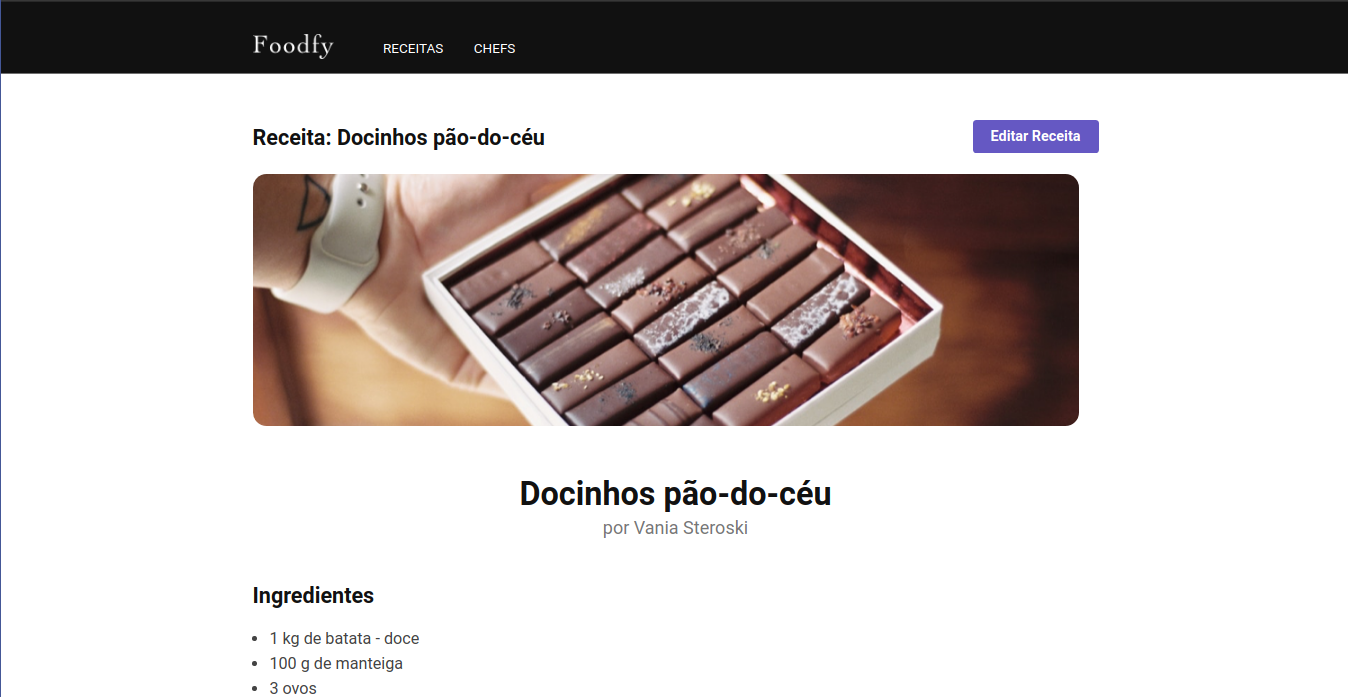 Foodfy RECEITAS CHEFS
Receita: Docinhos pão-do-céu Editar Receita
Docinhos pão-do-céu
por Vania Steroski
Ingredientes
1 kg de batata - doce
100 g de manteiga
3 ovos